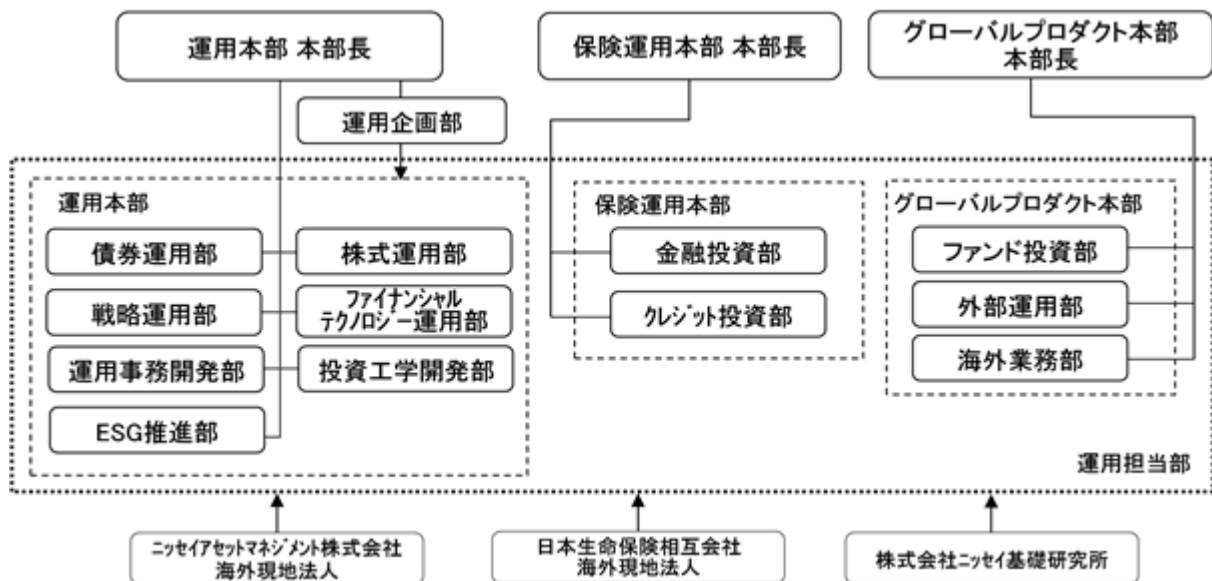 運用本部 本部長
保険運用本部 本部長
グローバルプロダクト本部
本部長
運用企画部
運用本部
債券運用部
株式運用部
戦略運用部
ファイナンシャル
テクノロジー運用部
運用事務開発部
投資工学開発部
ESG推進部
保険運用本部
金融投資部
クレジット投資部
グローバルプロダクト本部
ファンド投資部
外部運用部
海外業務部
運用担当部
ニッセイアセットマネジメント株式会社
海外現地法人
日本生命保険相互会社
海外現地法人
株式会社ニッセイ基礎研究所